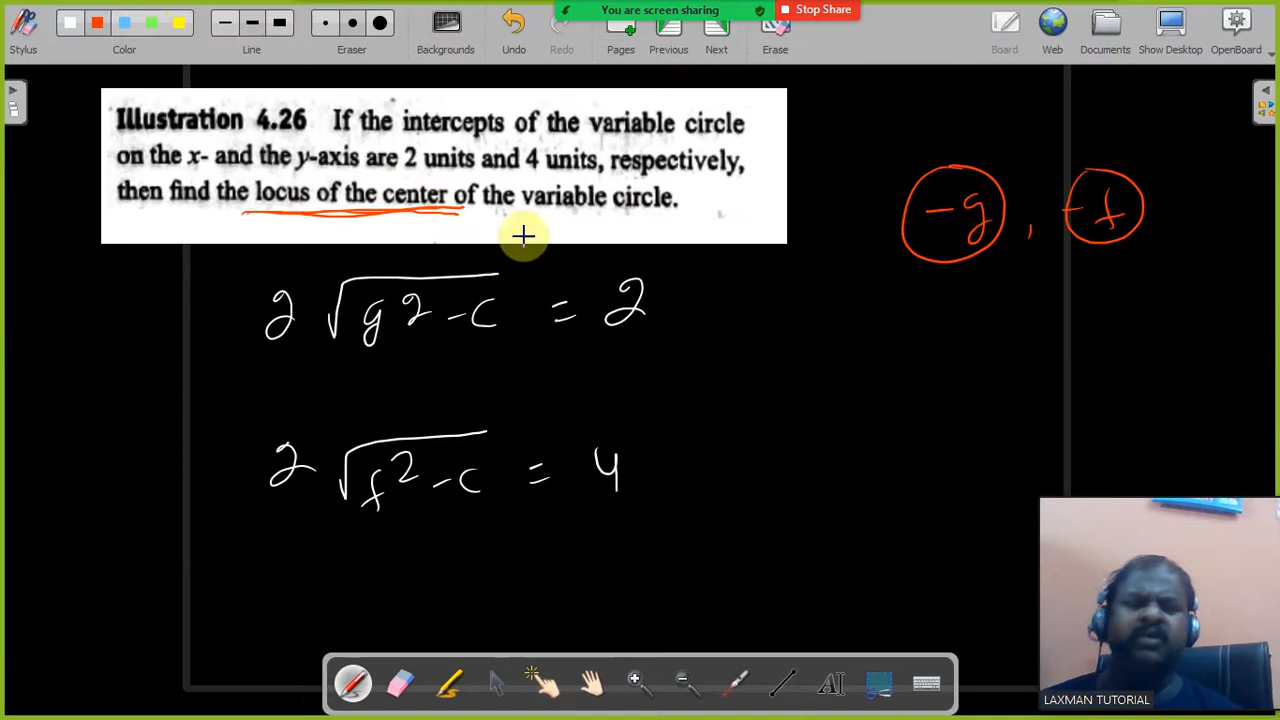 You are screen sharing Stop Share
Stylus Color Line Eraser Backgrounds Undo Redo Pages Previous Next Erase Board Web Documents Show Desktop OpenBoard
Illustration 4.26 If the intercepts of the variable circle
on the x- and the y-axis are 2 units and 4 units, respectively,
then find the locus of the center of the variable circle.
-g , -f
2 √(g2-c) = 2
2 √(f2-c) = 4
LAXMAN TUTORIAL